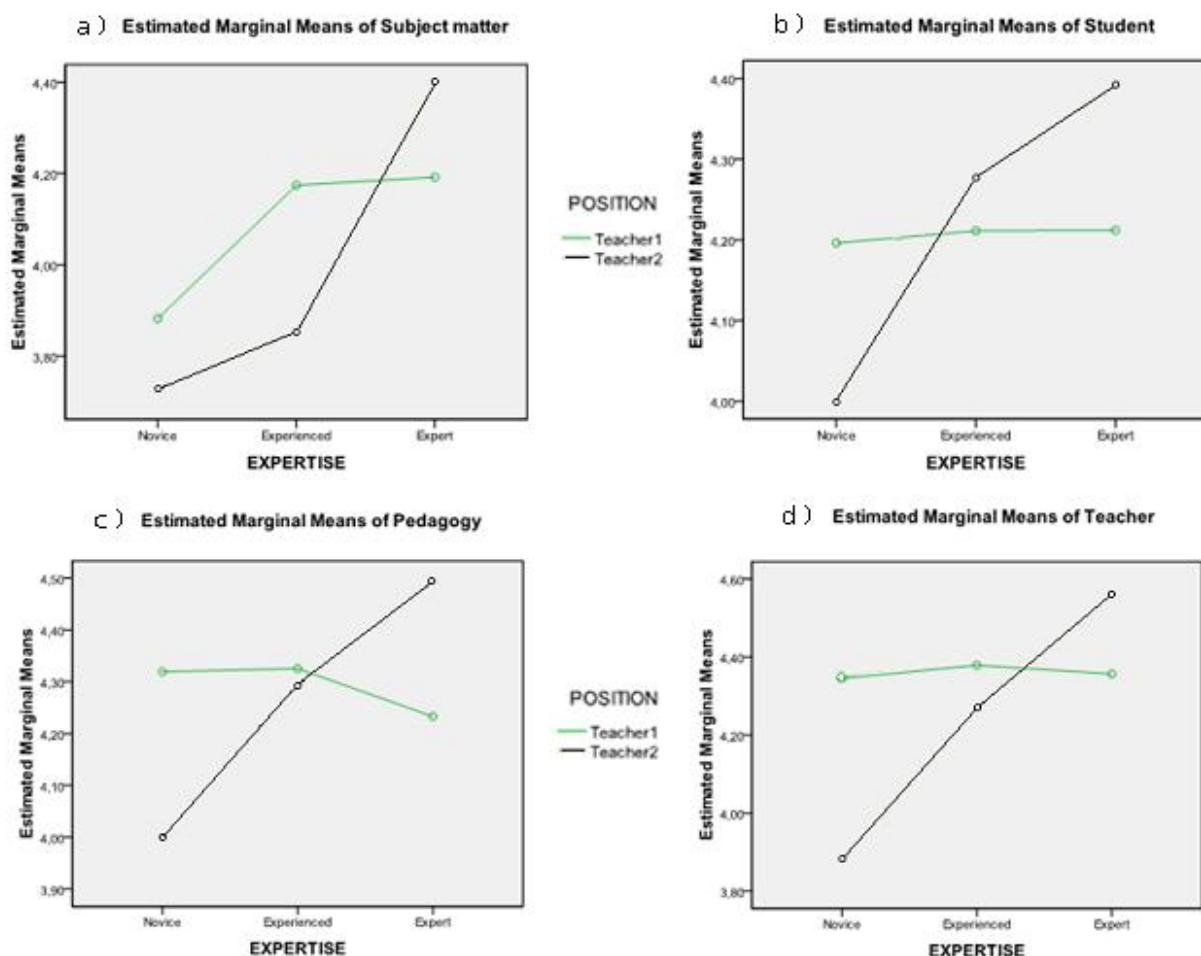 a) Estimated Marginal Means of Subject matter
Estimated Marginal Means
4,40
4,20
4,00
3,80
Novice Experienced Expert
EXPERTISE
POSITION
Teacher1
Teacher2
b) Estimated Marginal Means of Student
Estimated Marginal Means
4,40
4,30
4,20
4,10
4,00
Novice Experienced Expert
EXPERTISE
c) Estimated Marginal Means of Pedagogy
Estimated Marginal Means
4,50
4,40
4,30
4,20
4,10
4,00
3,90
Novice Experienced Expert
EXPERTISE
POSITION
Teacher1
Teacher2
d) Estimated Marginal Means of Teacher
Estimated Marginal Means
4,60
4,40
4,20
4,00
3,80
Novice Experienced Expert
EXPERTISE